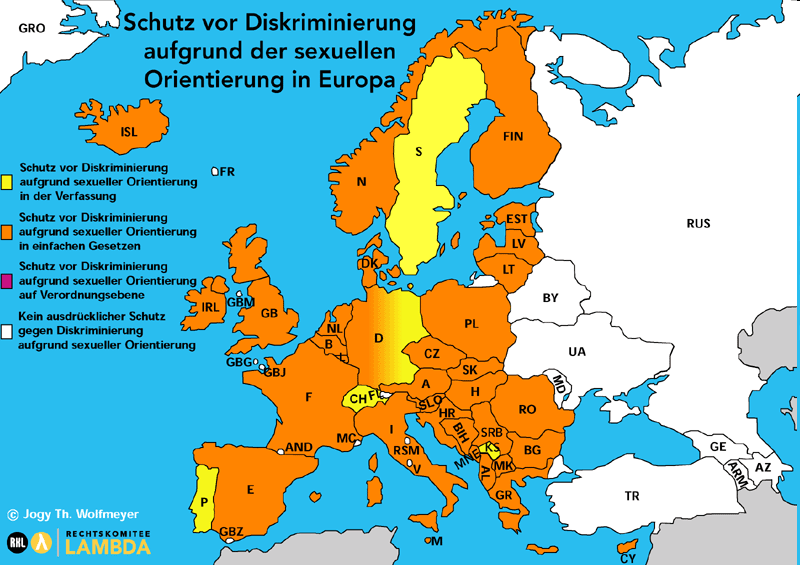 Schutz vor Diskriminierung
aufgrund der sexuellen
Orientierung in Europa
GRO
ISL
FR
Schutz vor Diskriminierung
aufgrund sexueller Orientierung
in der Verfassung
Schutz vor Diskriminierung
aufgrund sexueller Orientierung
in einfachen Gesetzen
Schutz vor Diskriminierung
aufgrund sexueller Orientierung
auf Verordnungsebene
Kein ausdrücklicher Schutz
gegen Diskriminierung
aufgrund sexueller Orientierung
N
S
FIN
RUS
EST
LV
LT
DK
BY
GBM
IRL
GB
NL
B
L
D
PL
UA
CZ
SK
MD
GBG
GBJ
F
CH
FL
A
H
RO
SLO
HR
BIH
SRB
KS
MNE
BG
AL
MK
GR
AND
MC
I
RSM
V
P
E
GBZ
M
CY
TR
GE
ARM
AZ
© Jogy Th. Wolfmeyer
RKL
λ
RECHTSKOMITEE
LAMBDA